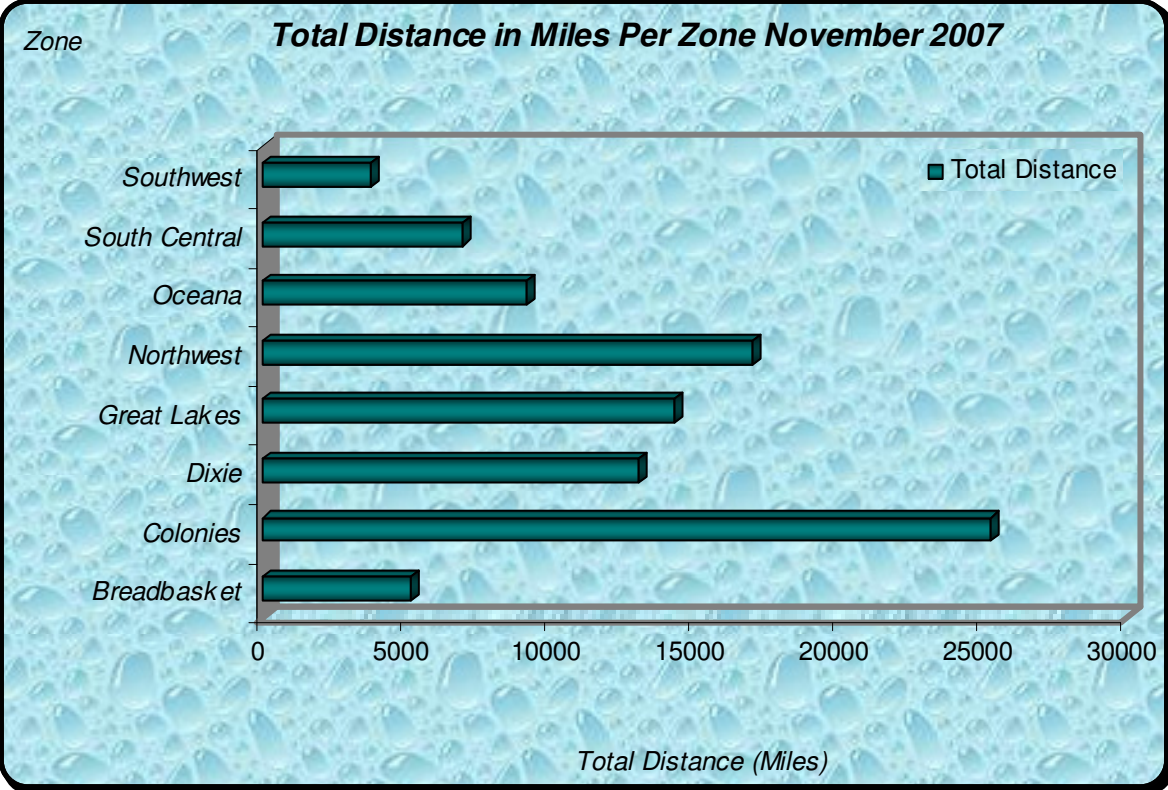 Zone
Total Distance in Miles Per Zone November 2007
Total Distance
Southwest
South Central
Oceana
Northwest
Great Lakes
Dixie
Colonies
Breadbasket
0 5000 10000 15000 20000 25000 30000
Total Distance (Miles)